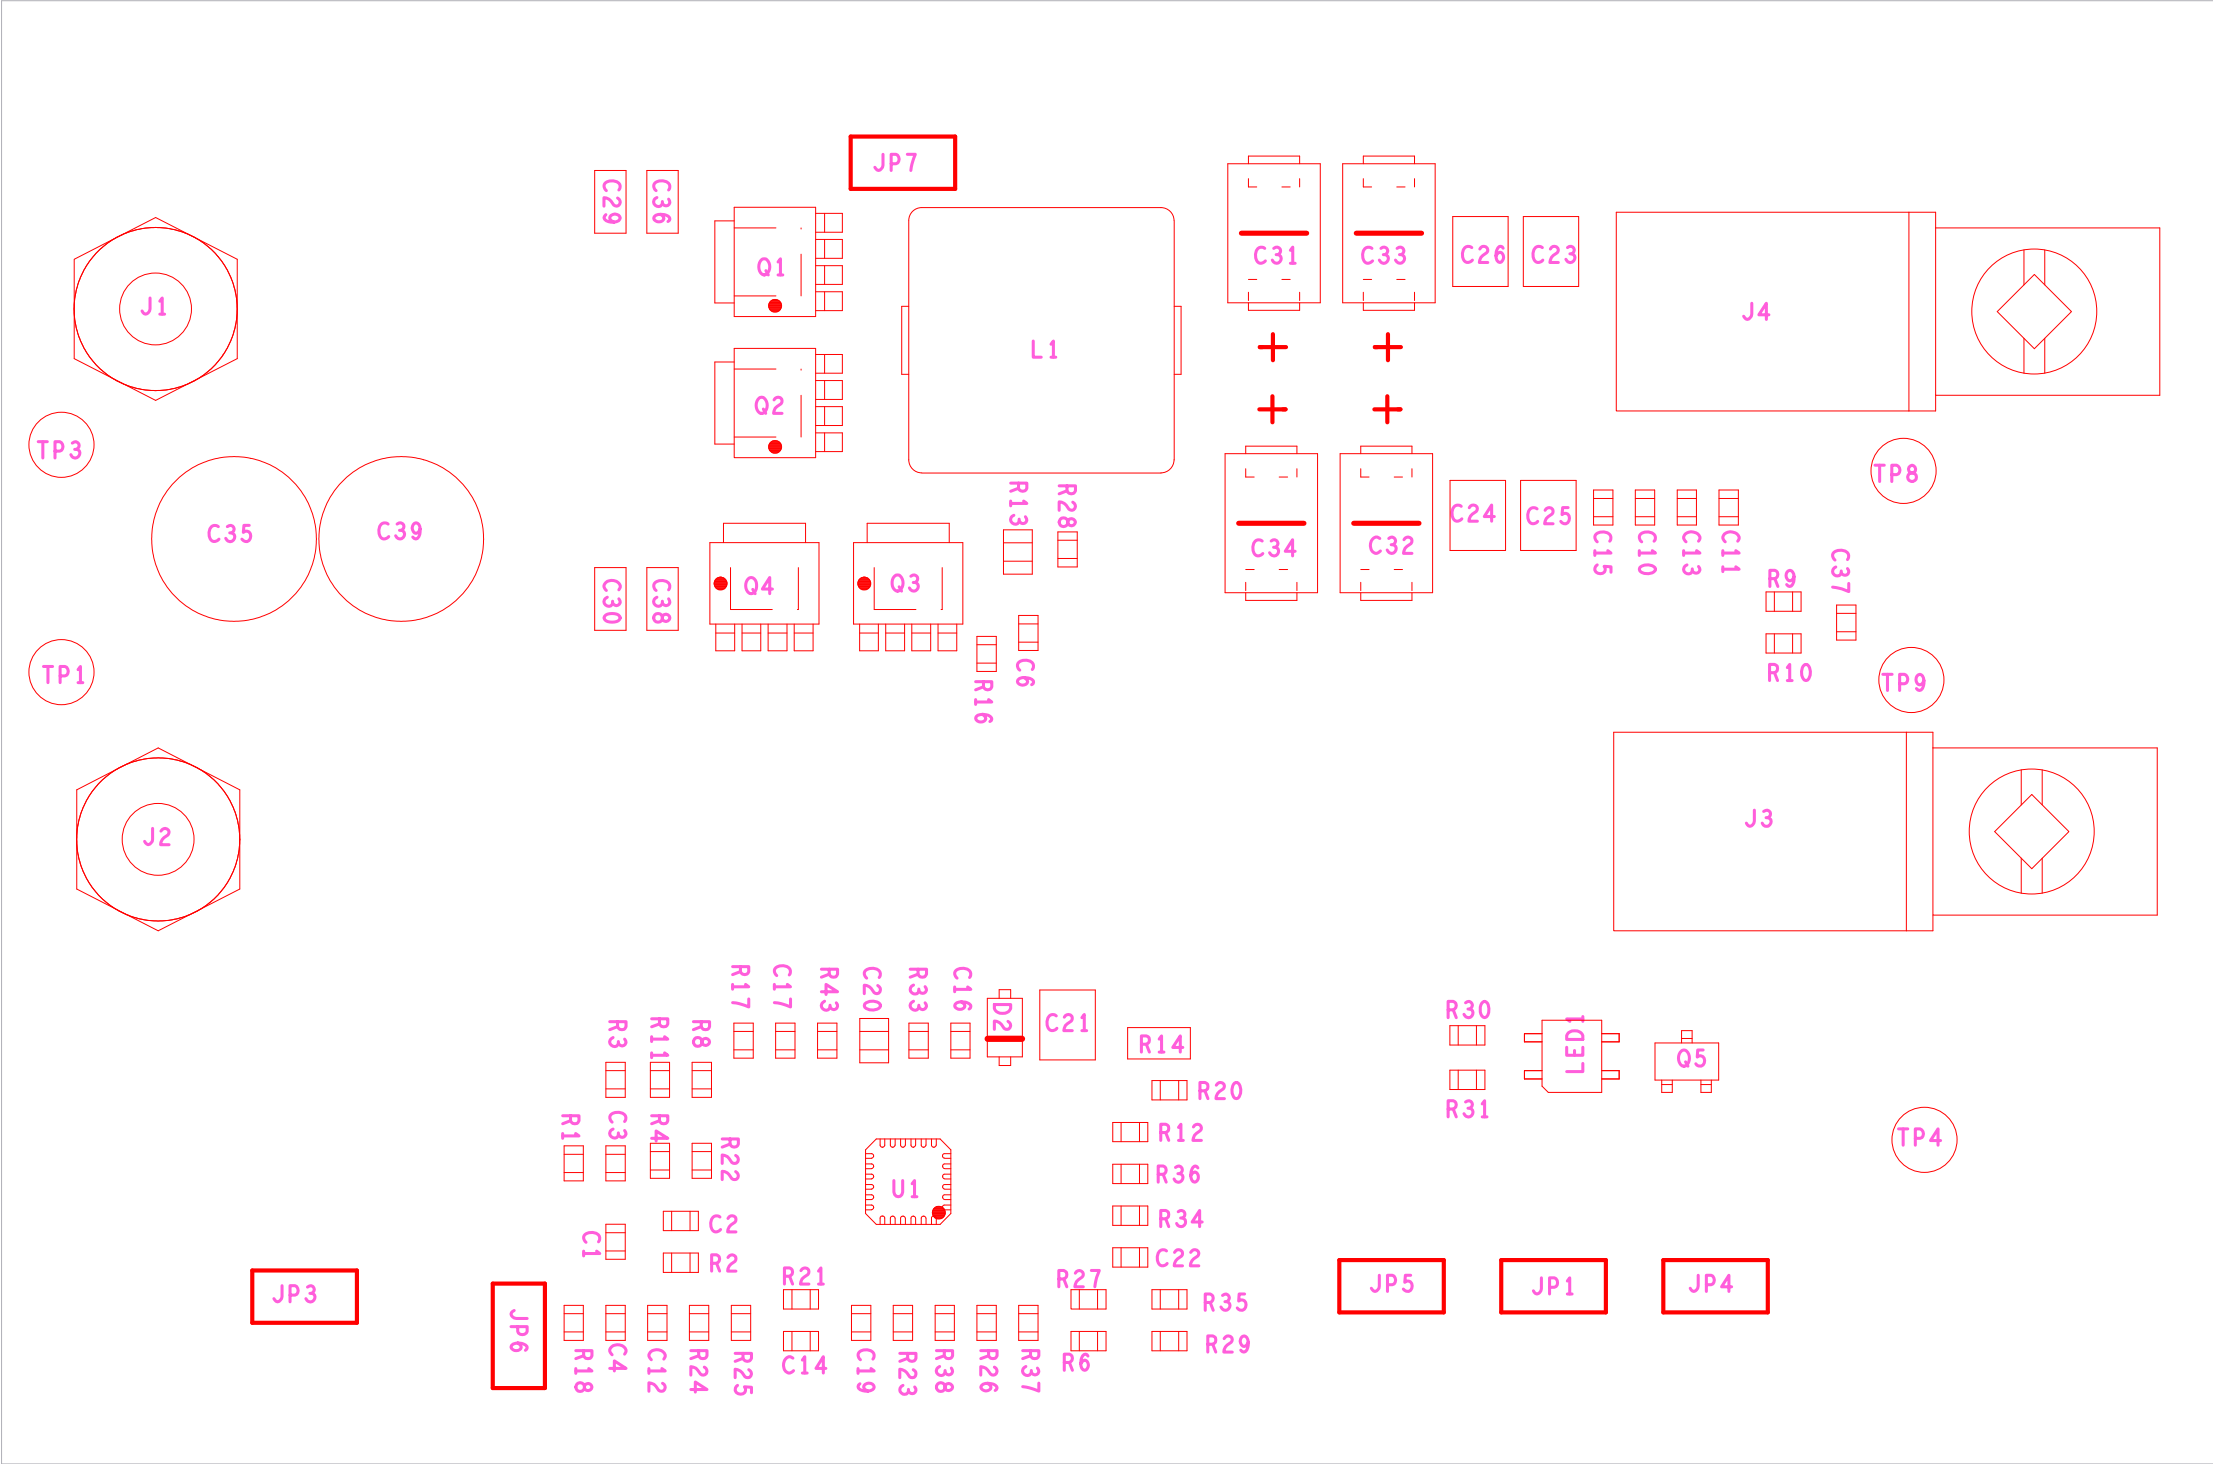 JP7
C29 C36
Q1
C31 C33 C26 C23
J1
J4
L1
+ +
Q2
+ +
TP3
TP8
R13 R28
C35 C39
C24 C25
C34 C32
C15 C10 C13 C11
Q4 Q3
C30 C38
R9 C37
C6
R16
R10
TP1
TP9
J2
J3
R17 C17 R43 C20 R33 C16
D2 C21
R3 R11 R8
R14
R30
LED1
Q5
R20
R31
R1 C3 R4 R22
R12
TP4
R36
U1
C2
R34
C1
R2
C22
R21
R27
JP3
JP5 JP1 JP4
JP6
R35
R18 C4 C12 R24 R25
C14
C19 R23 R38 R26 R37
R6
R29